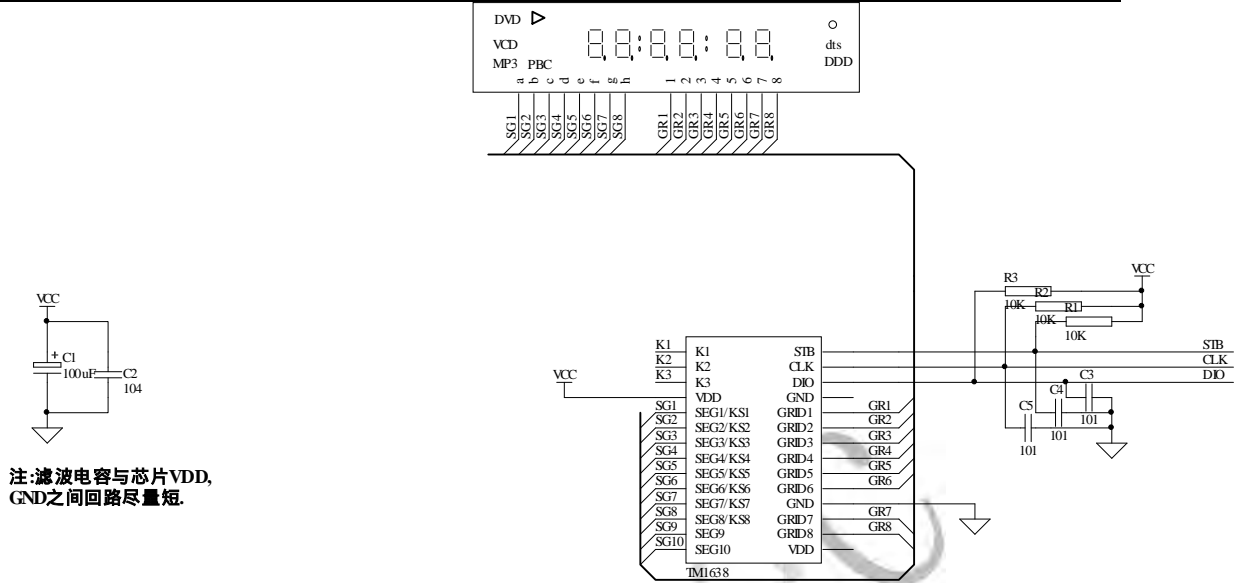 DVD
VCD
dts
MP3 PBC
DDD
a b c d e f g h 1 2 3 4 5 6 7 8
SG1 SG2 SG3 SG4 SG5 SG6 SG7 SG8 GR1 GR2 GR3 GR4 GR5 GR6 GR7 GR8
VCC
C1
100uF
C2
104
注:滤波电容与芯片VDD,
GND之间回路尽量短.
VCC
R3
10K
R2
10K
R1
10K
VCC
K1 K1 STB STB
K2 K2 CLK CLK
K3 K3 DIO DIO
VDD GND
SG1 SEG1/KS1 GRID1 GR1
SG2 SEG2/KS2 GRID2 GR2
SG3 SEG3/KS3 GRID3 GR3
SG4 SEG4/KS4 GRID4 GR4
SG5 SEG5/KS5 GRID5 GR5
SG6 SEG6/KS6 GRID6 GR6
SG7 SEG7/KS7 GND
SG8 SEG8/KS8 GRID7 GR7
SG9 SEG9 GRID8 GR8
SG10 SEG10 VDD
TM1638
C3
101
C4
101
C5
101